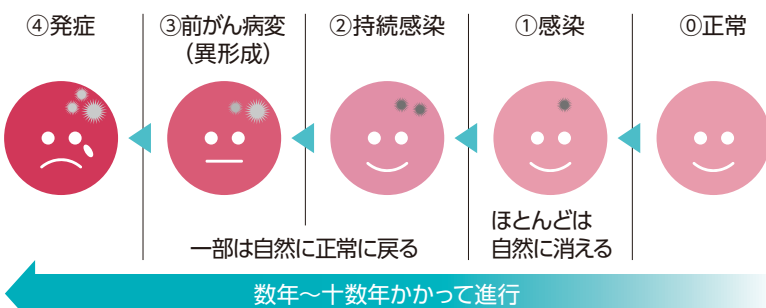 ④発症
③前がん病変
（異形成）
②持続感染
①感染
⓪正常
一部は自然に正常に戻る
ほとんどは
自然に消える
数年～十数年かかって進行